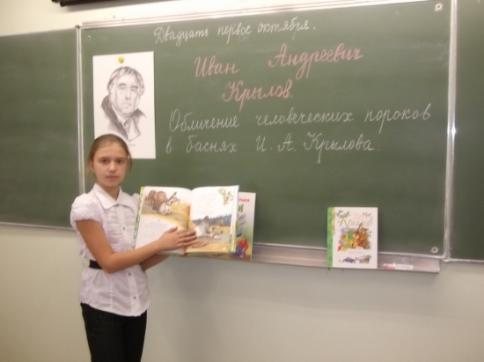 Двадцать первое октября.
Иван Андреевич
Крылов.
Обличение человеческих пороков
в баснях И. А. Крылова.